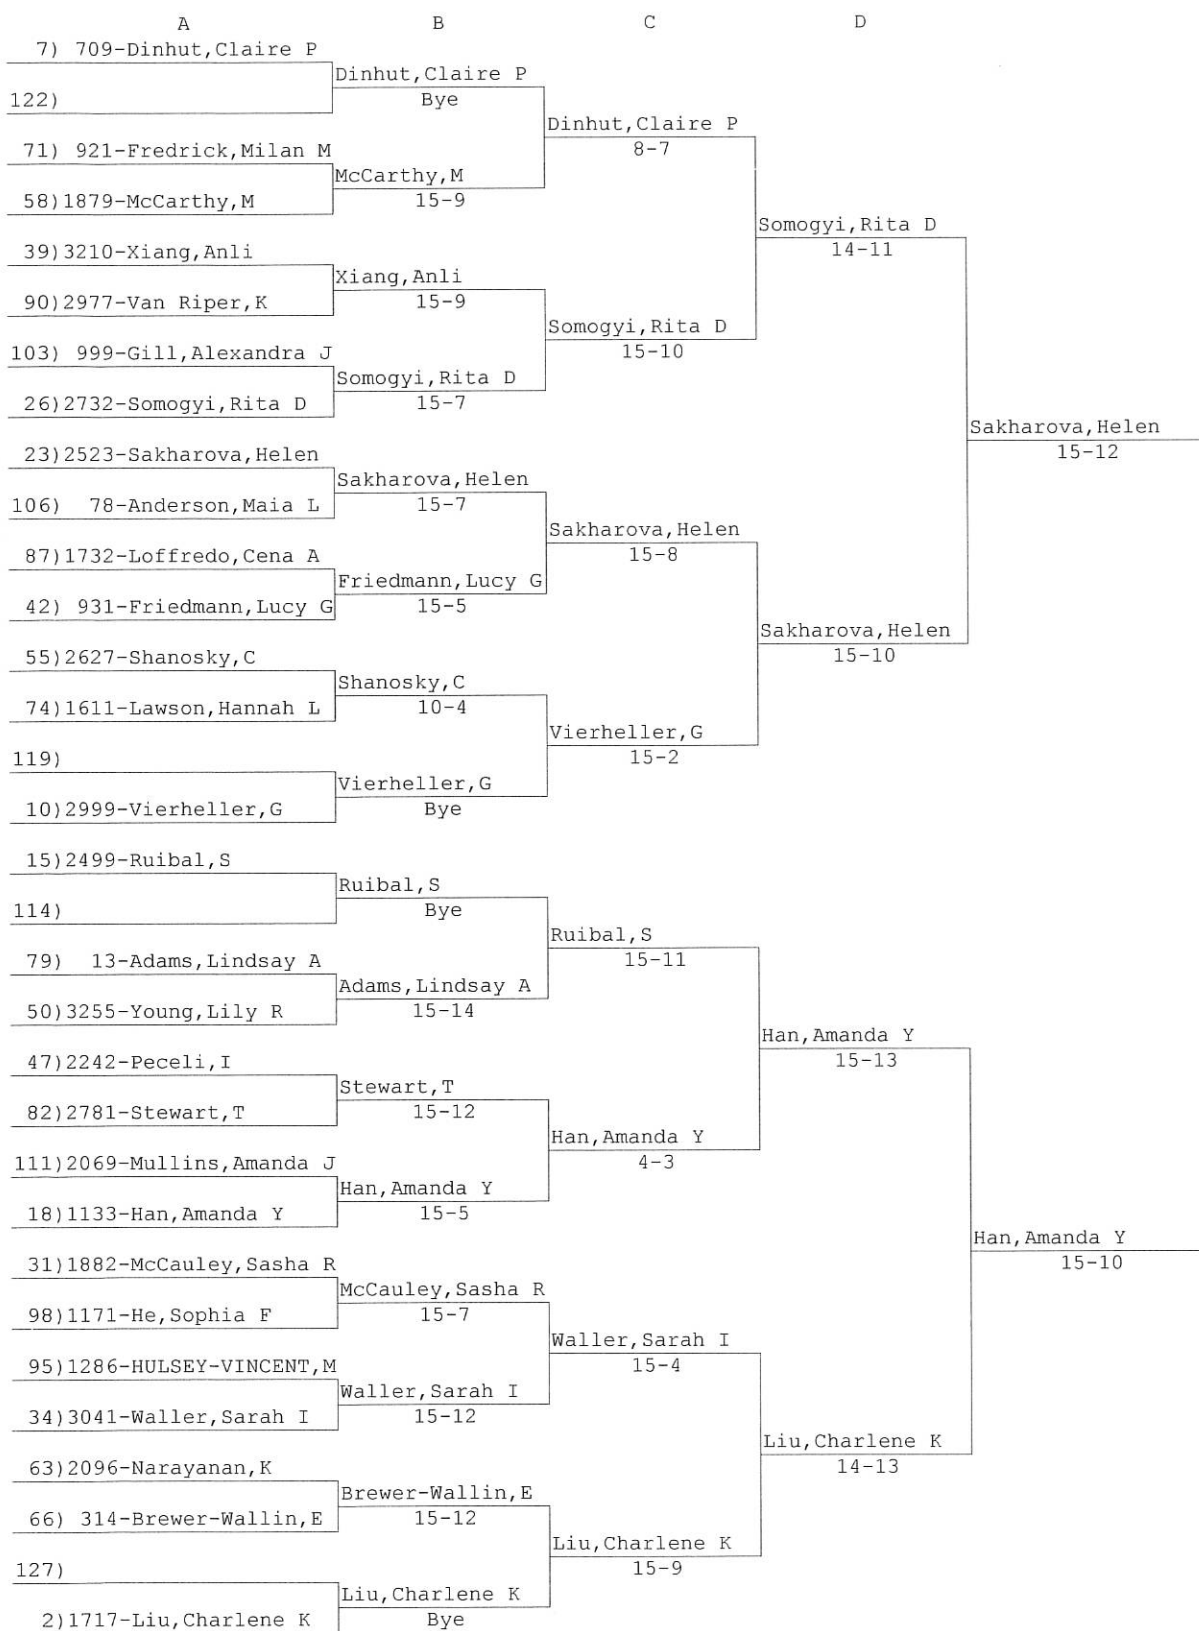 A B C D
7) 709-Dinhut,Claire P
Dinhut,Claire P
122)
Bye
Dinhut,Claire P
71) 921-Fredrick,Milan M
8-7
McCarthy,M
58)1879-McCarthy,M
15-9
Somogyi,Rita D
39)3210-Xiang,Anli
14-11
Xiang,Anli
90)2977-Van Riper,K
15-9
Somogyi,Rita D
103) 999-Gill,Alexandra J
15-10
Somogyi,Rita D
26)2732-Somogyi,Rita D
15-7
Sakharova,Helen
23)2523-Sakharova,Helen
15-12
Sakharova,Helen
106) 78-Anderson,Maia L
15-7
Sakharova,Helen
87)1732-Loffredo,Cena A
15-8
Friedmann,Lucy G
42) 931-Friedmann,Lucy G
15-5
Sakharova,Helen
55)2627-Shanosky,C
15-10
Shanosky,C
74)1611-Lawson,Hannah L
10-4
Vierheller,G
119)
15-2
Vierheller,G
10)2999-Vierheller,G
Bye
15)2499-Ruibal,S
Ruibal,S
114)
Bye
Ruibal,S
79) 13-Adams,Lindsay A
15-11
Adams,Lindsay A
50)3255-Young,Lily R
15-14
Han,Amanda Y
47)2242-Peceli,I
15-13
Stewart,T
82)2781-Stewart,T
15-12
Han,Amanda Y
111)2069-Mullins,Amanda J
4-3
Han,Amanda Y
18)1133-Han,Amanda Y
15-5
Han,Amanda Y
31)1882-McCauley,Sasha R
15-10
McCauley,Sasha R
98)1171-He,Sophia F
15-7
Waller,Sarah I
95)1286-HULSEY-VINCENT,M
15-4
Waller,Sarah I
34)3041-Waller,Sarah I
15-12
Liu,Charlene K
63)2096-Narayanan,K
14-13
Brewer-Wallin,E
66) 314-Brewer-Wallin,E
15-12
Liu,Charlene K
127)
15-9
Liu,Charlene K
2)1717-Liu,Charlene K
Bye